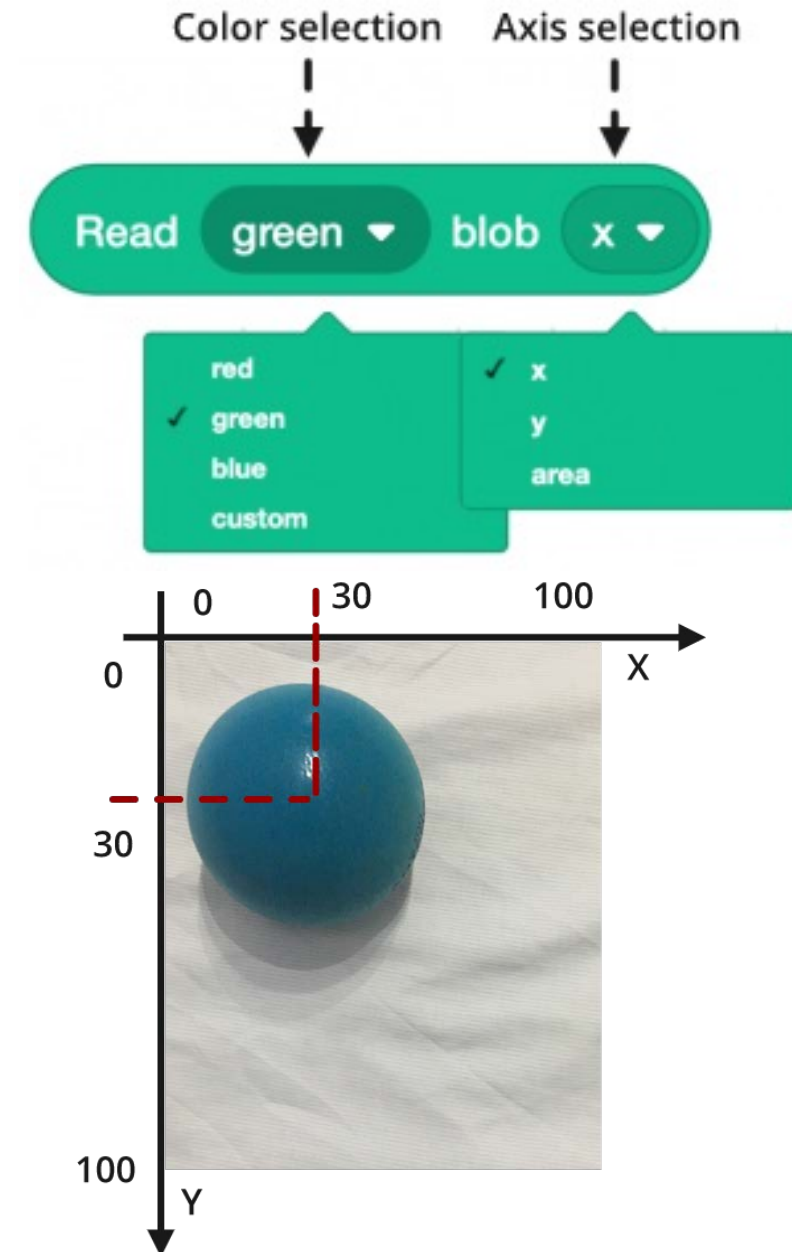 Color selection Axis selection
Read green blob x
red
green
blue
custom
✓ x
y
area
0 30 100
X
0
30
100
Y